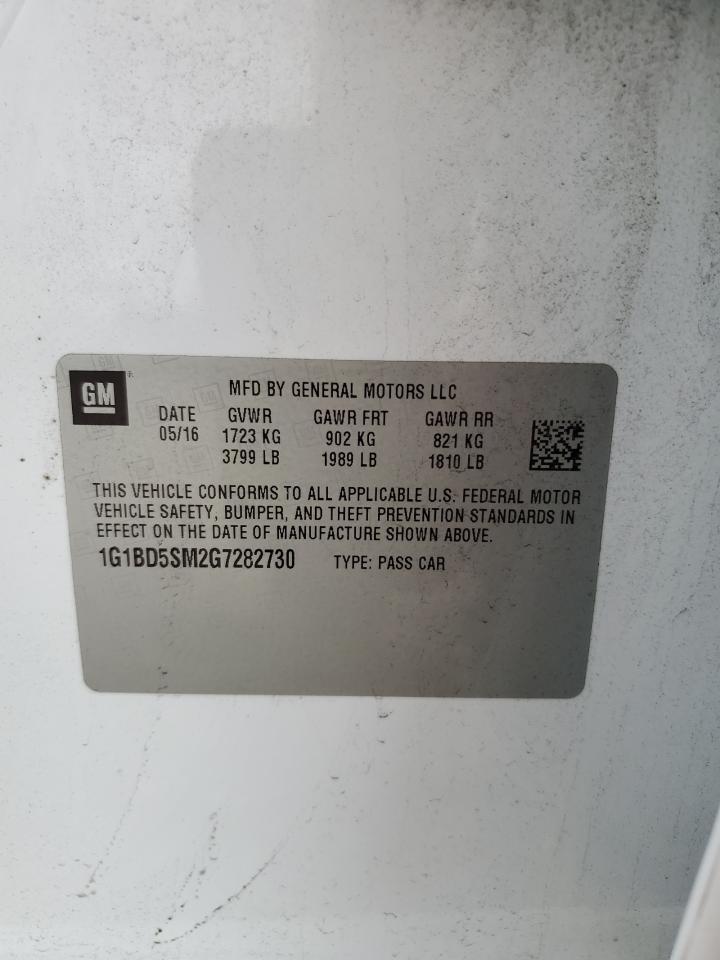 GM
MFD BY GENERAL MOTORS LLC
DATE GVWR GAWR FRT GAWR RR
05/16 1723 KG 902 KG 821 KG
3799 LB 1989 LB 1810 LB
THIS VEHICLE CONFORMS TO ALL APPLICABLE U.S. FEDERAL MOTOR
VEHICLE SAFETY, BUMPER, AND THEFT PREVENTION STANDARDS IN
EFFECT ON THE DATE OF MANUFACTURE SHOWN ABOVE.
1G1BD5SM2G7282730 TYPE: PASS CAR